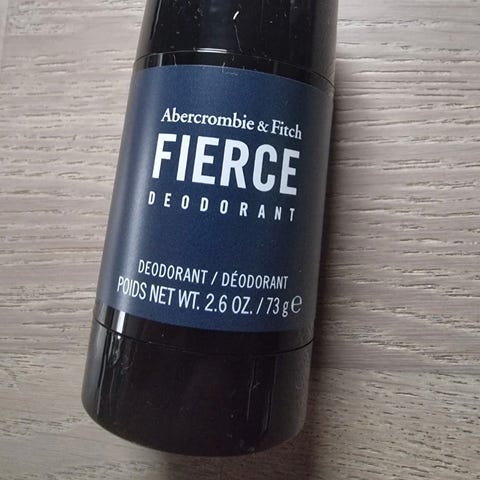 Abercrombie & Fitch
FIERCE
DEODORANT
DEODORANT / DÉODORANT
POIDS NET WT. 2.6 OZ. / 73 g ℮